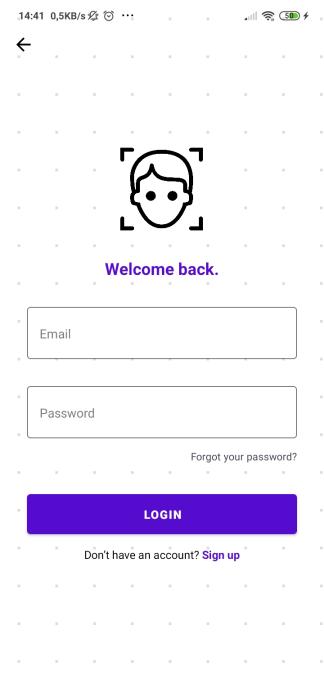 14:41 0,5KB/s ... 50
Welcome back.
Email
Password
Forgot your password?
LOGIN
Don't have an account? Sign up